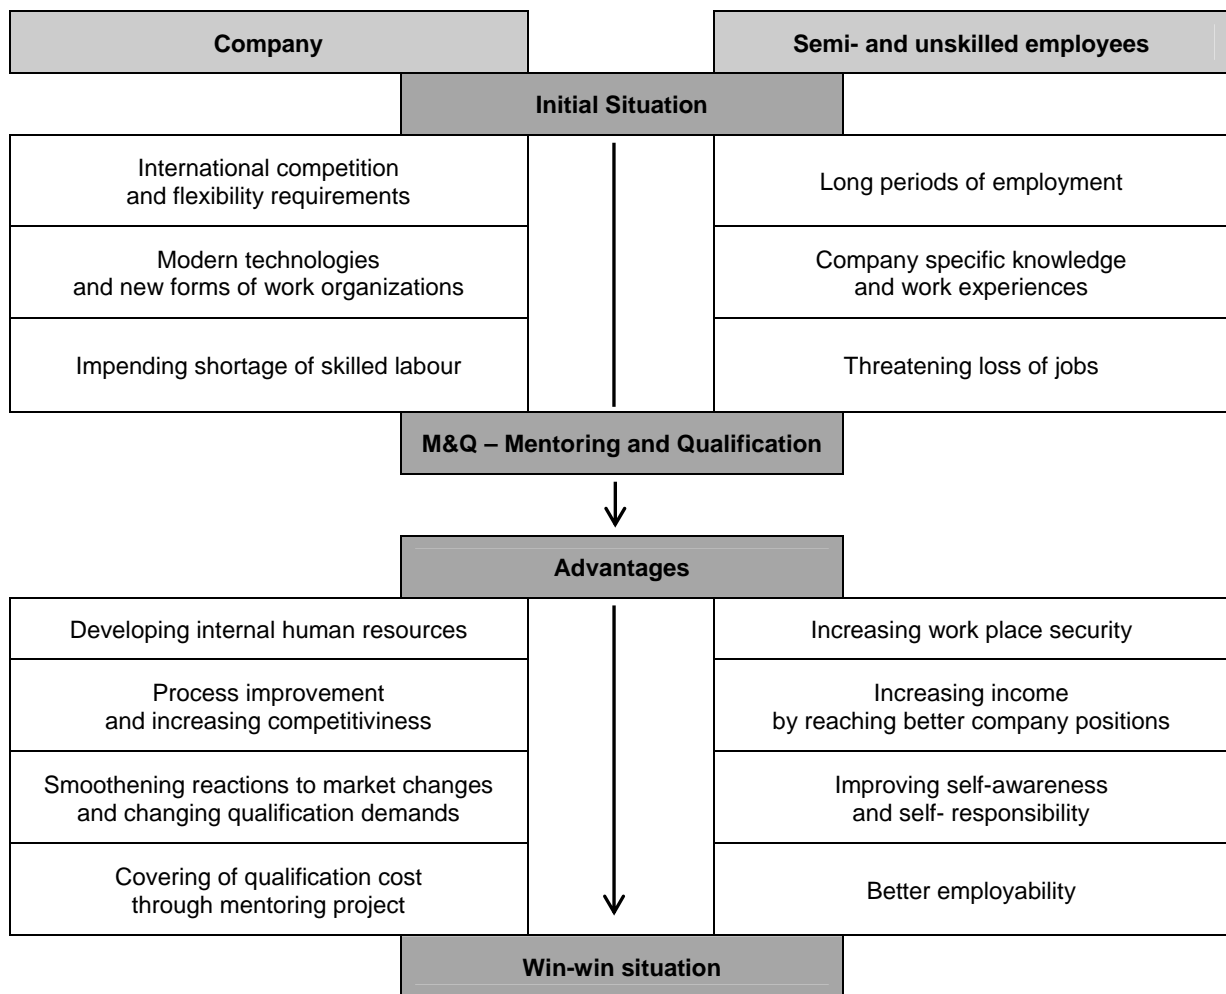 Company
Semi- and unskilled employees
Initial Situation
International competition
and flexibility requirements
Long periods of employment
Modern technologies
and new forms of work organizations
Company specific knowledge
and work experiences
Impending shortage of skilled labour
Threatening loss of jobs
M&Q – Mentoring and Qualification
Advantages
Developing internal human resources
Increasing work place security
Process improvement
and increasing competitiviness
Increasing income
by reaching better company positions
Smoothening reactions to market changes
and changing qualification demands
Improving self-awareness
and self- responsibility
Covering of qualification cost
through mentoring project
Better employability
Win-win situation